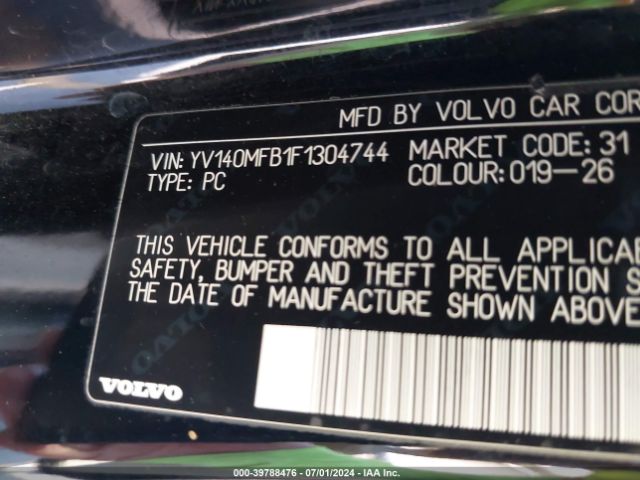 MFD BY VOLVO CAR COR
VIN: YV140MFB1F1304744 MARKET CODE: 31
TYPE: PC COLOUR: 019-26
THIS VEHICLE CONFORMS TO ALL APPLICAB
SAFETY, BUMPER AND THEFT PREVENTION S
THE DATE OF MANUFACTURE SHOWN ABOVE
VOLVO
000-39788476 - 07/01/2024 - IAA Inc.